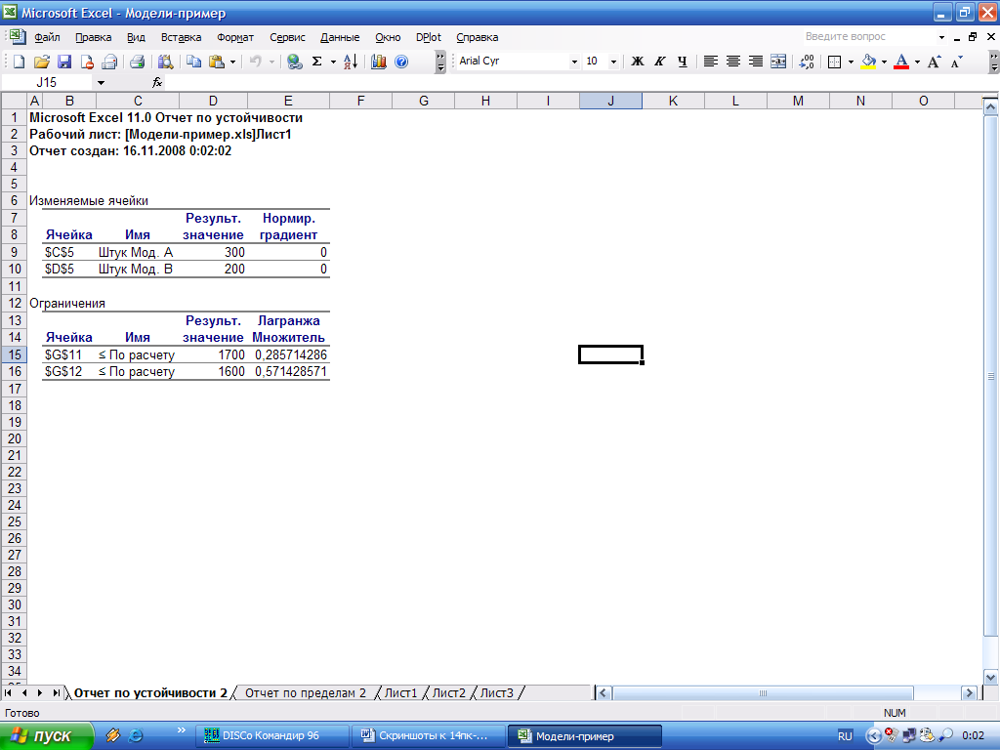 Microsoft Excel - Модели-пример
Файл Правка Вид Вставка Формат Сервис Данные Окно DPlot Справка Введите вопрос
Arial Cyr 10 Ж К Ч
J15 fx
A B C D E F G H I J K L M N O
1 Microsoft Excel 11.0 Отчет по устойчивости
2 Рабочий лист: [Модели-пример.xls]Лист1
3 Отчет создан: 16.11.2008 0:02:02
4
5
6 Изменяемые ячейки
7 Результ. Нормир.
8 Ячейка Имя значение градиент
9 $C$5 Штук Мод. A 300 0
10 $D$5 Штук Мод. B 200 0
11
12 Ограничения
13 Результ. Лагранжа
14 Ячейка Имя значение Множитель
15 $G$11 ≤ По расчету 1700 0,285714286
16 $G$12 ≤ По расчету 1600 0,571428571
17
18
19
20
21
22
23
24
25
26
27
28
29
30
31
32
33
34
Отчет по устойчивости 2 Отчет по пределам 2 Лист1 Лист2 Лист3
Готово NUM
пуск DISCo Командир 96 Скриншоты к 14пк-... Модели-пример RU 0:02